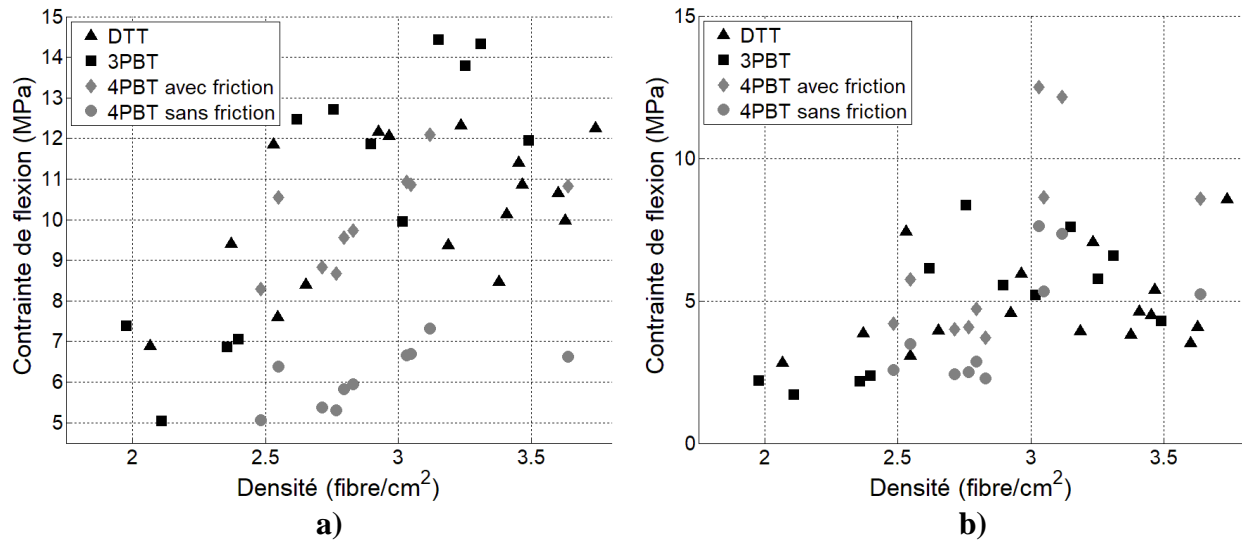 15
14
13
12
11
10
9
8
7
6
5
Contrainte de flexion (MPa)
DTT
3PBT
4PBT avec friction
4PBT sans friction
2
2.5
3
3.5
Densité (fibre/cm²)
a)
15
10
5
0
Contrainte de flexion (MPa)
DTT
3PBT
4PBT avec friction
4PBT sans friction
2
2.5
3
3.5
Densité (fibre/cm²)
b)